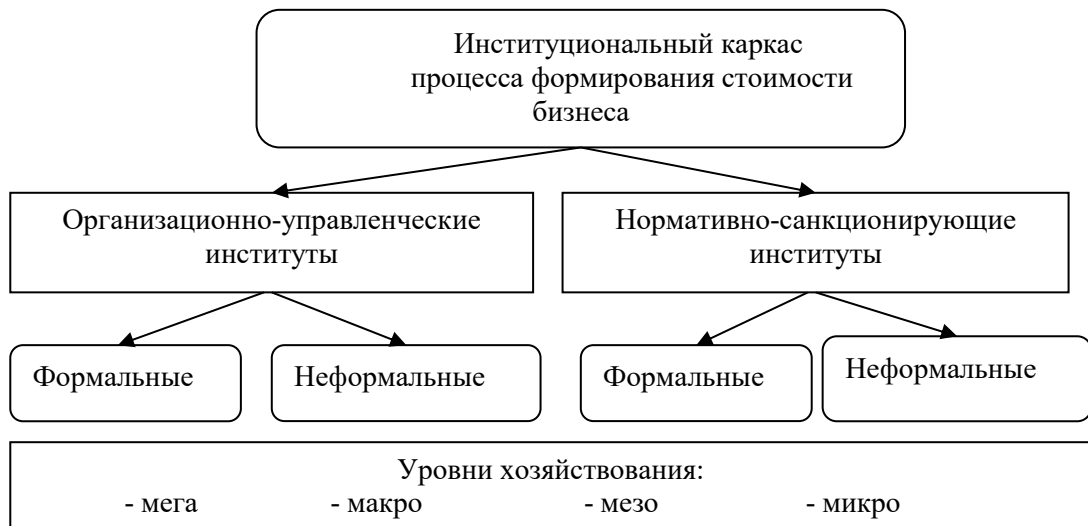 Институциональный каркас
процесса формирования стоимости
бизнеса
Организационно-управленческие
институты
Нормативно-санкционирующие
институты
Формальные
Неформальные
Формальные
Неформальные
Уровни хозяйствования:
- мега - макро - мезо - микро